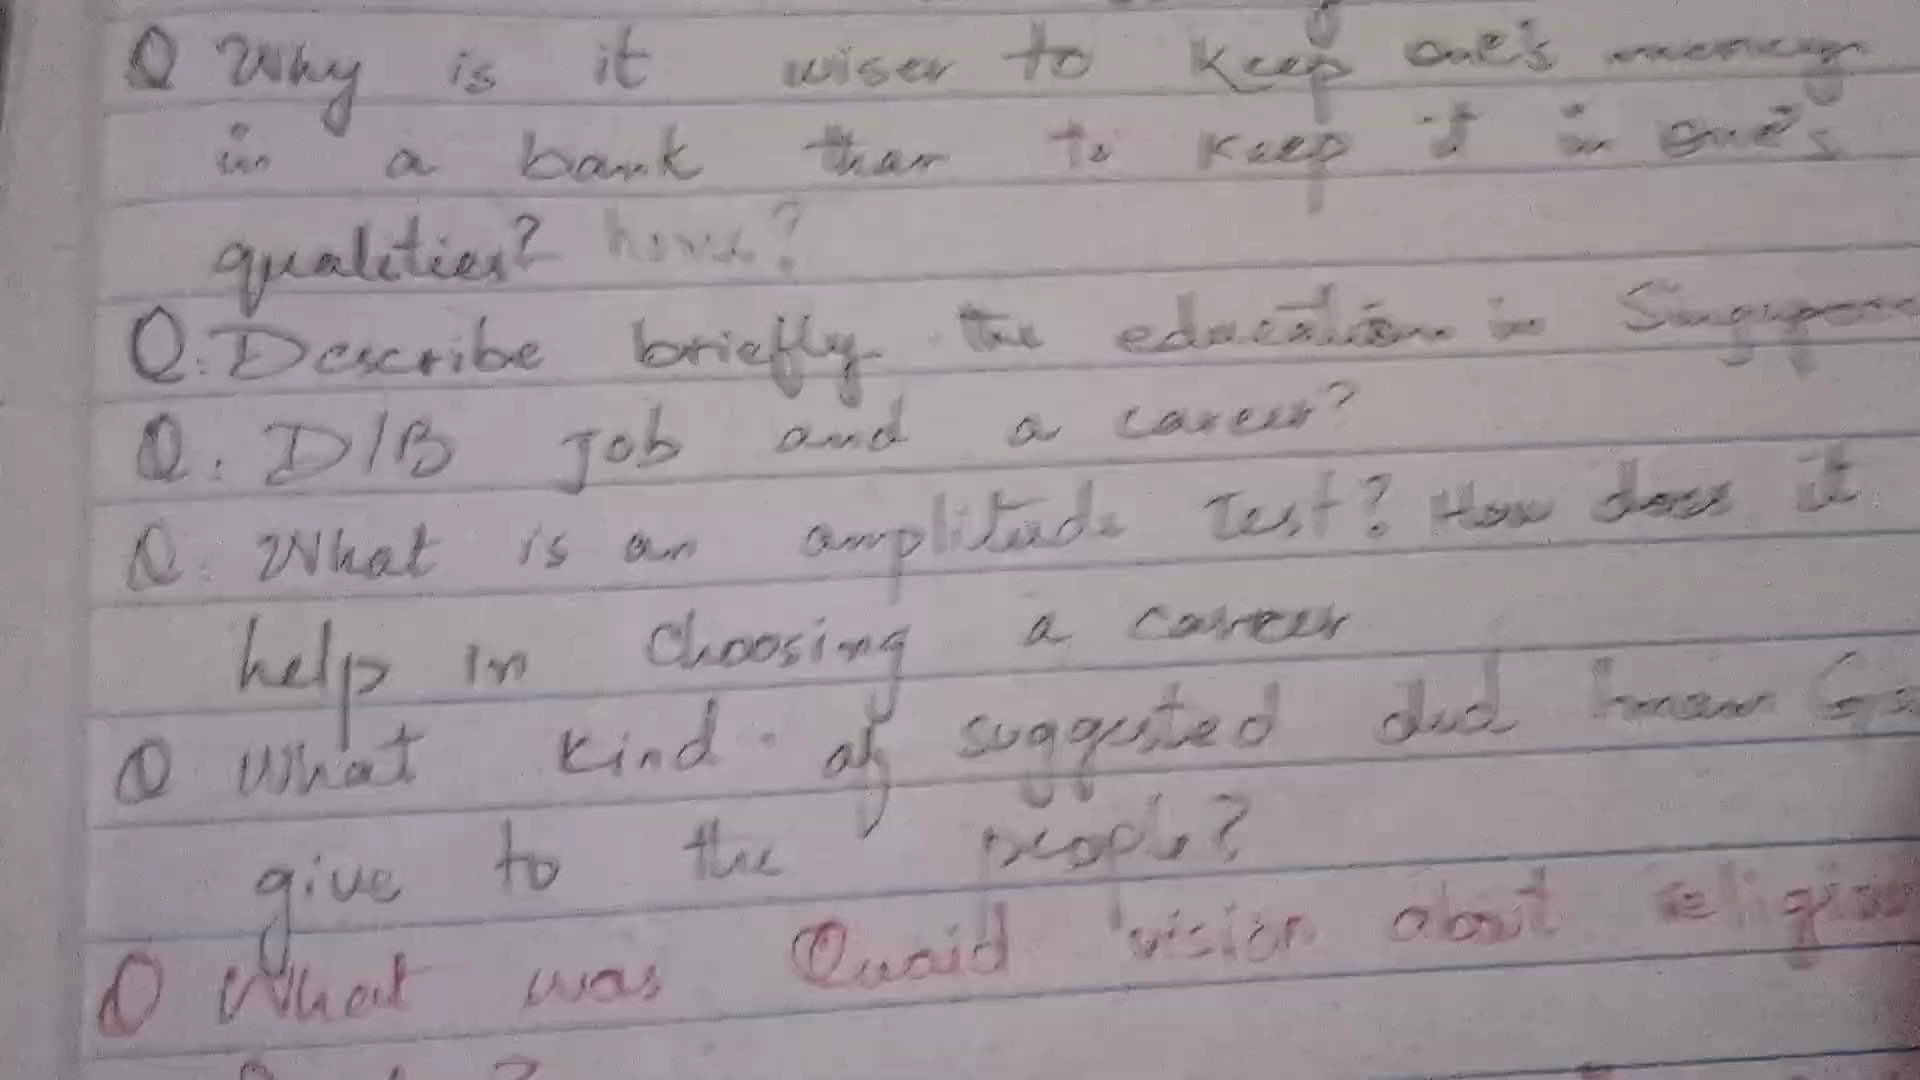 Q Why is it wiser to keep one's money
in a bank than to keep it in one's
qualities? home?
Q. Describe briefly the education in Singapore
Q. D/B Job and a career?
Q. What is an amplitude Test? How does it
help in choosing a career
Q What kind of suggested did
give to the people?
Q What was Quaid vision about